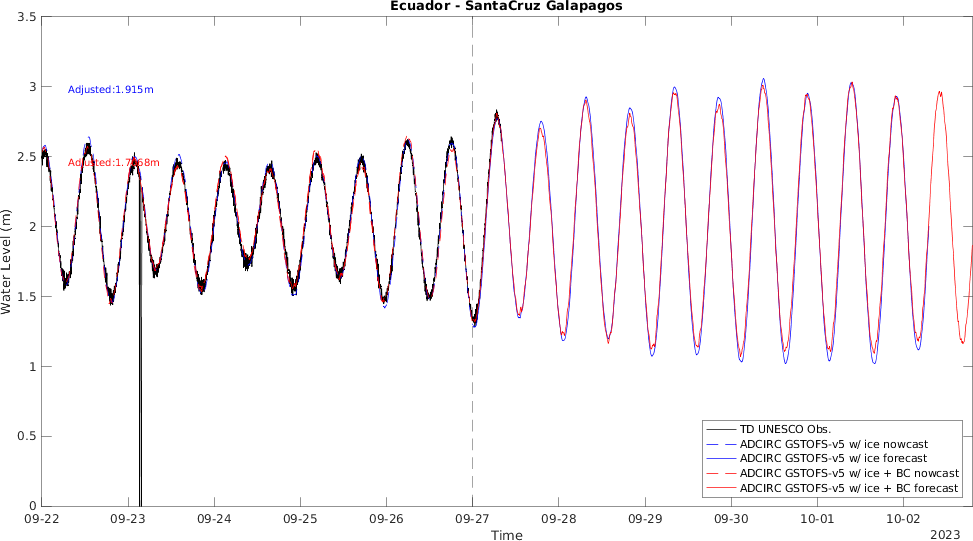 Ecuador - SantaCruz Galapagos
3.5
3
2.5
2
1.5
1
0.5
0
Water Level (m)
Adjusted:1.915m
TD UNESCO Obs.
ADCIRC GSTOFS-v5 w/ ice nowcast
ADCIRC GSTOFS-v5 w/ ice forecast
ADCIRC GSTOFS-v5 w/ ice + BC nowcast
ADCIRC GSTOFS-v5 w/ ice + BC forecast
09-22
09-23
09-24
09-25
09-26
09-27
09-28
09-29
09-30
10-01
10-02
Time
2023